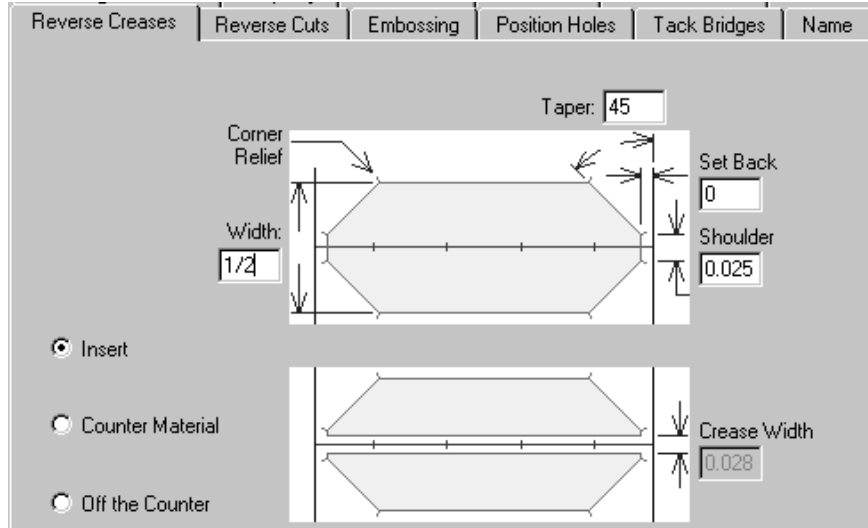 Reverse Creases
Reverse Cuts
Embossing
Position Holes
Tack Bridges
Name
Taper: 45
Corner
Relief
Set Back
0
Width:
1/2
Shoulder
0.025
Insert
Counter Material
Crease Width
0.028
Off the Counter